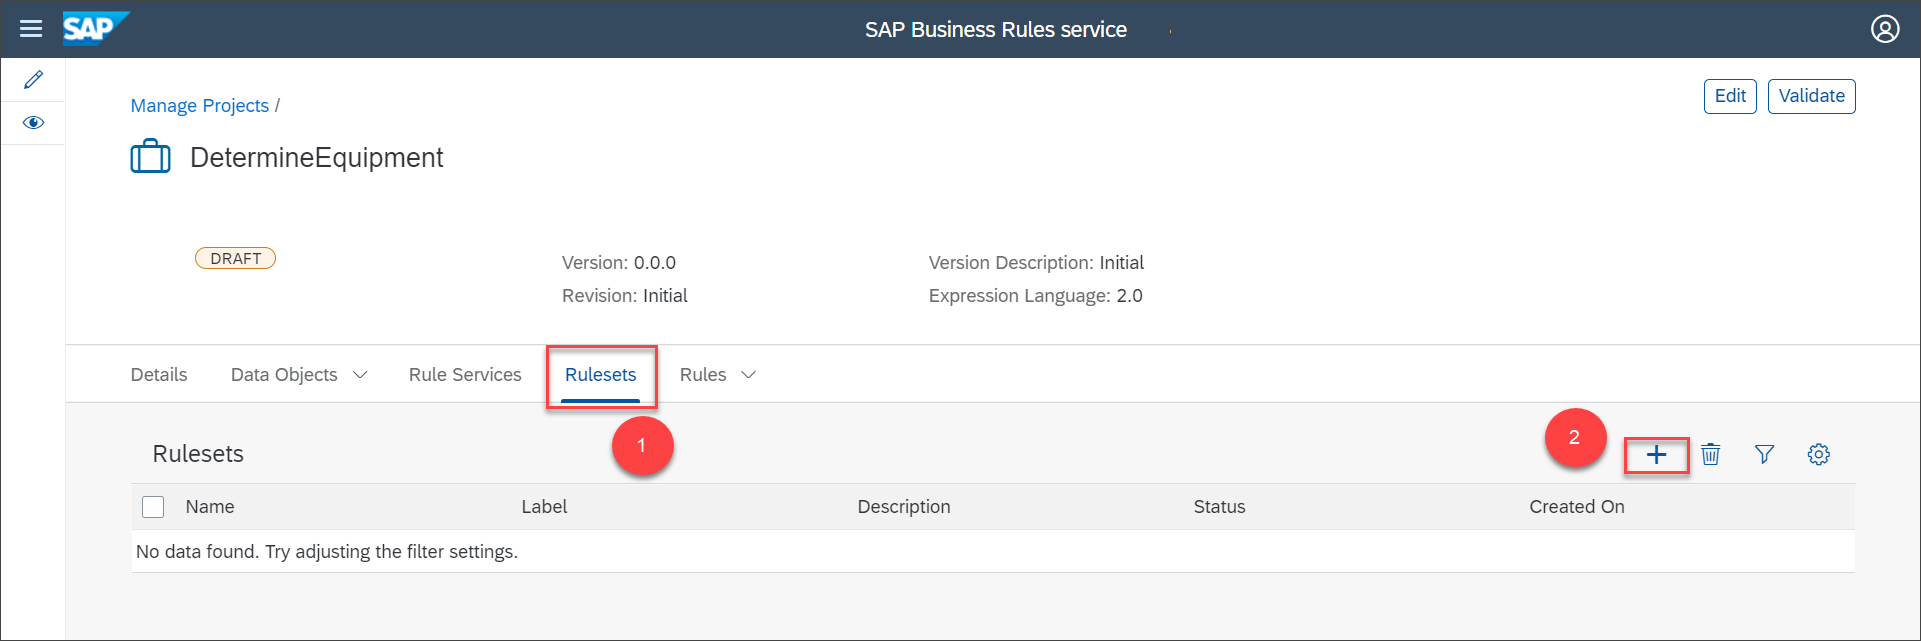 SAP SAP Business Rules service
Manage Projects / Edit Validate
DetermineEquipment
DRAFT
Version: 0.0.0 Version Description: Initial
Revision: Initial Expression Language: 2.0
Details Data Objects Rule Services Rulesets Rules
1 2
Rulesets
Name Label Description Status Created On
No data found. Try adjusting the filter settings.